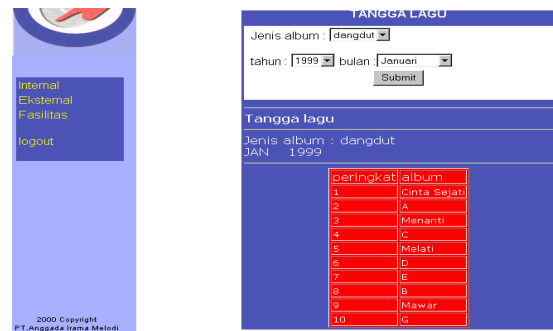 Internal
Eksternal
Fasilitas
logout
2000 Copyright
PT.Anggada Irama Melodi
TANGGA LAGU
Jenis album : dangdut
tahun : 1999 bulan : Januari
Submit
Tangga lagu
Jenis album : dangdut
JAN 1999
peringkat album
1 Cinta Sejati
2 A
3 Menanti
4 C
5 Melati
6 D
7 E
8 B
9 Mawar
10 G